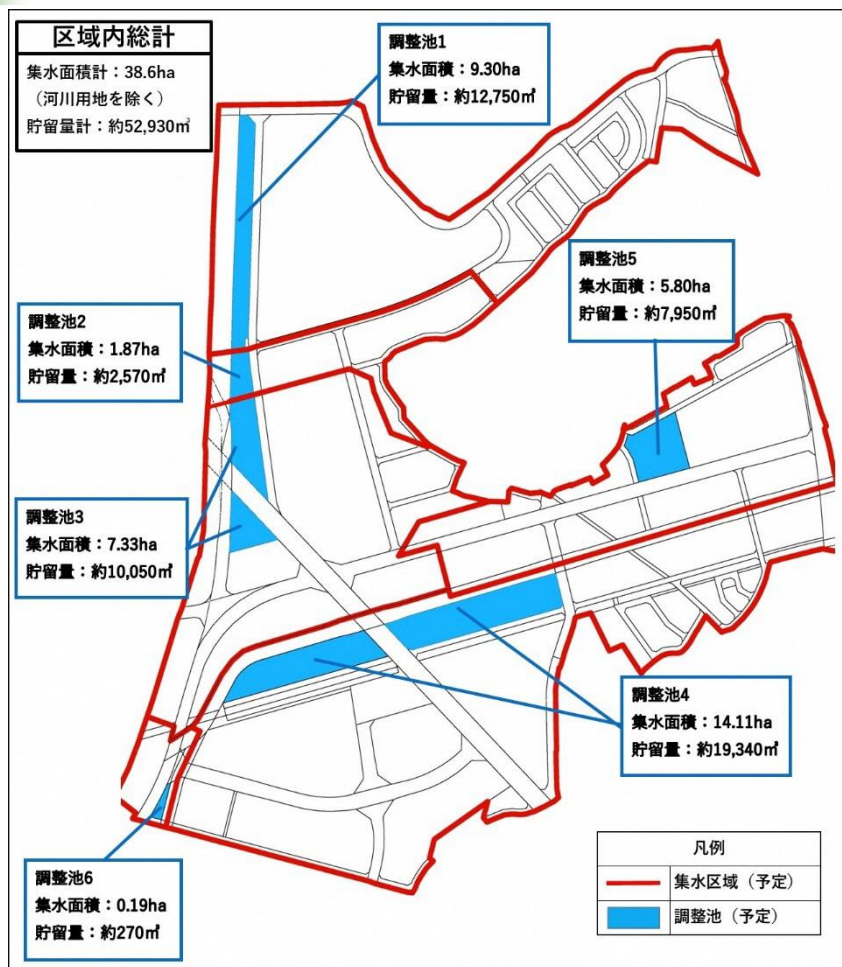 区域内総計
集水面積計：38.6ha
（河川用地を除く）
貯留量計：約52,930㎥
調整池1
集水面積：9.30ha
貯留量：約12,750㎥
調整池5
集水面積：5.80ha
貯留量：約7,950㎥
調整池2
集水面積：1.87ha
貯留量：約2,570㎥
調整池3
集水面積：7.33ha
貯留量：約10,050㎥
調整池4
集水面積：14.11ha
貯留量：約19,340㎥
調整池6
集水面積：0.19ha
貯留量：約270㎥
凡例
集水区域（予定）
調整池（予定）